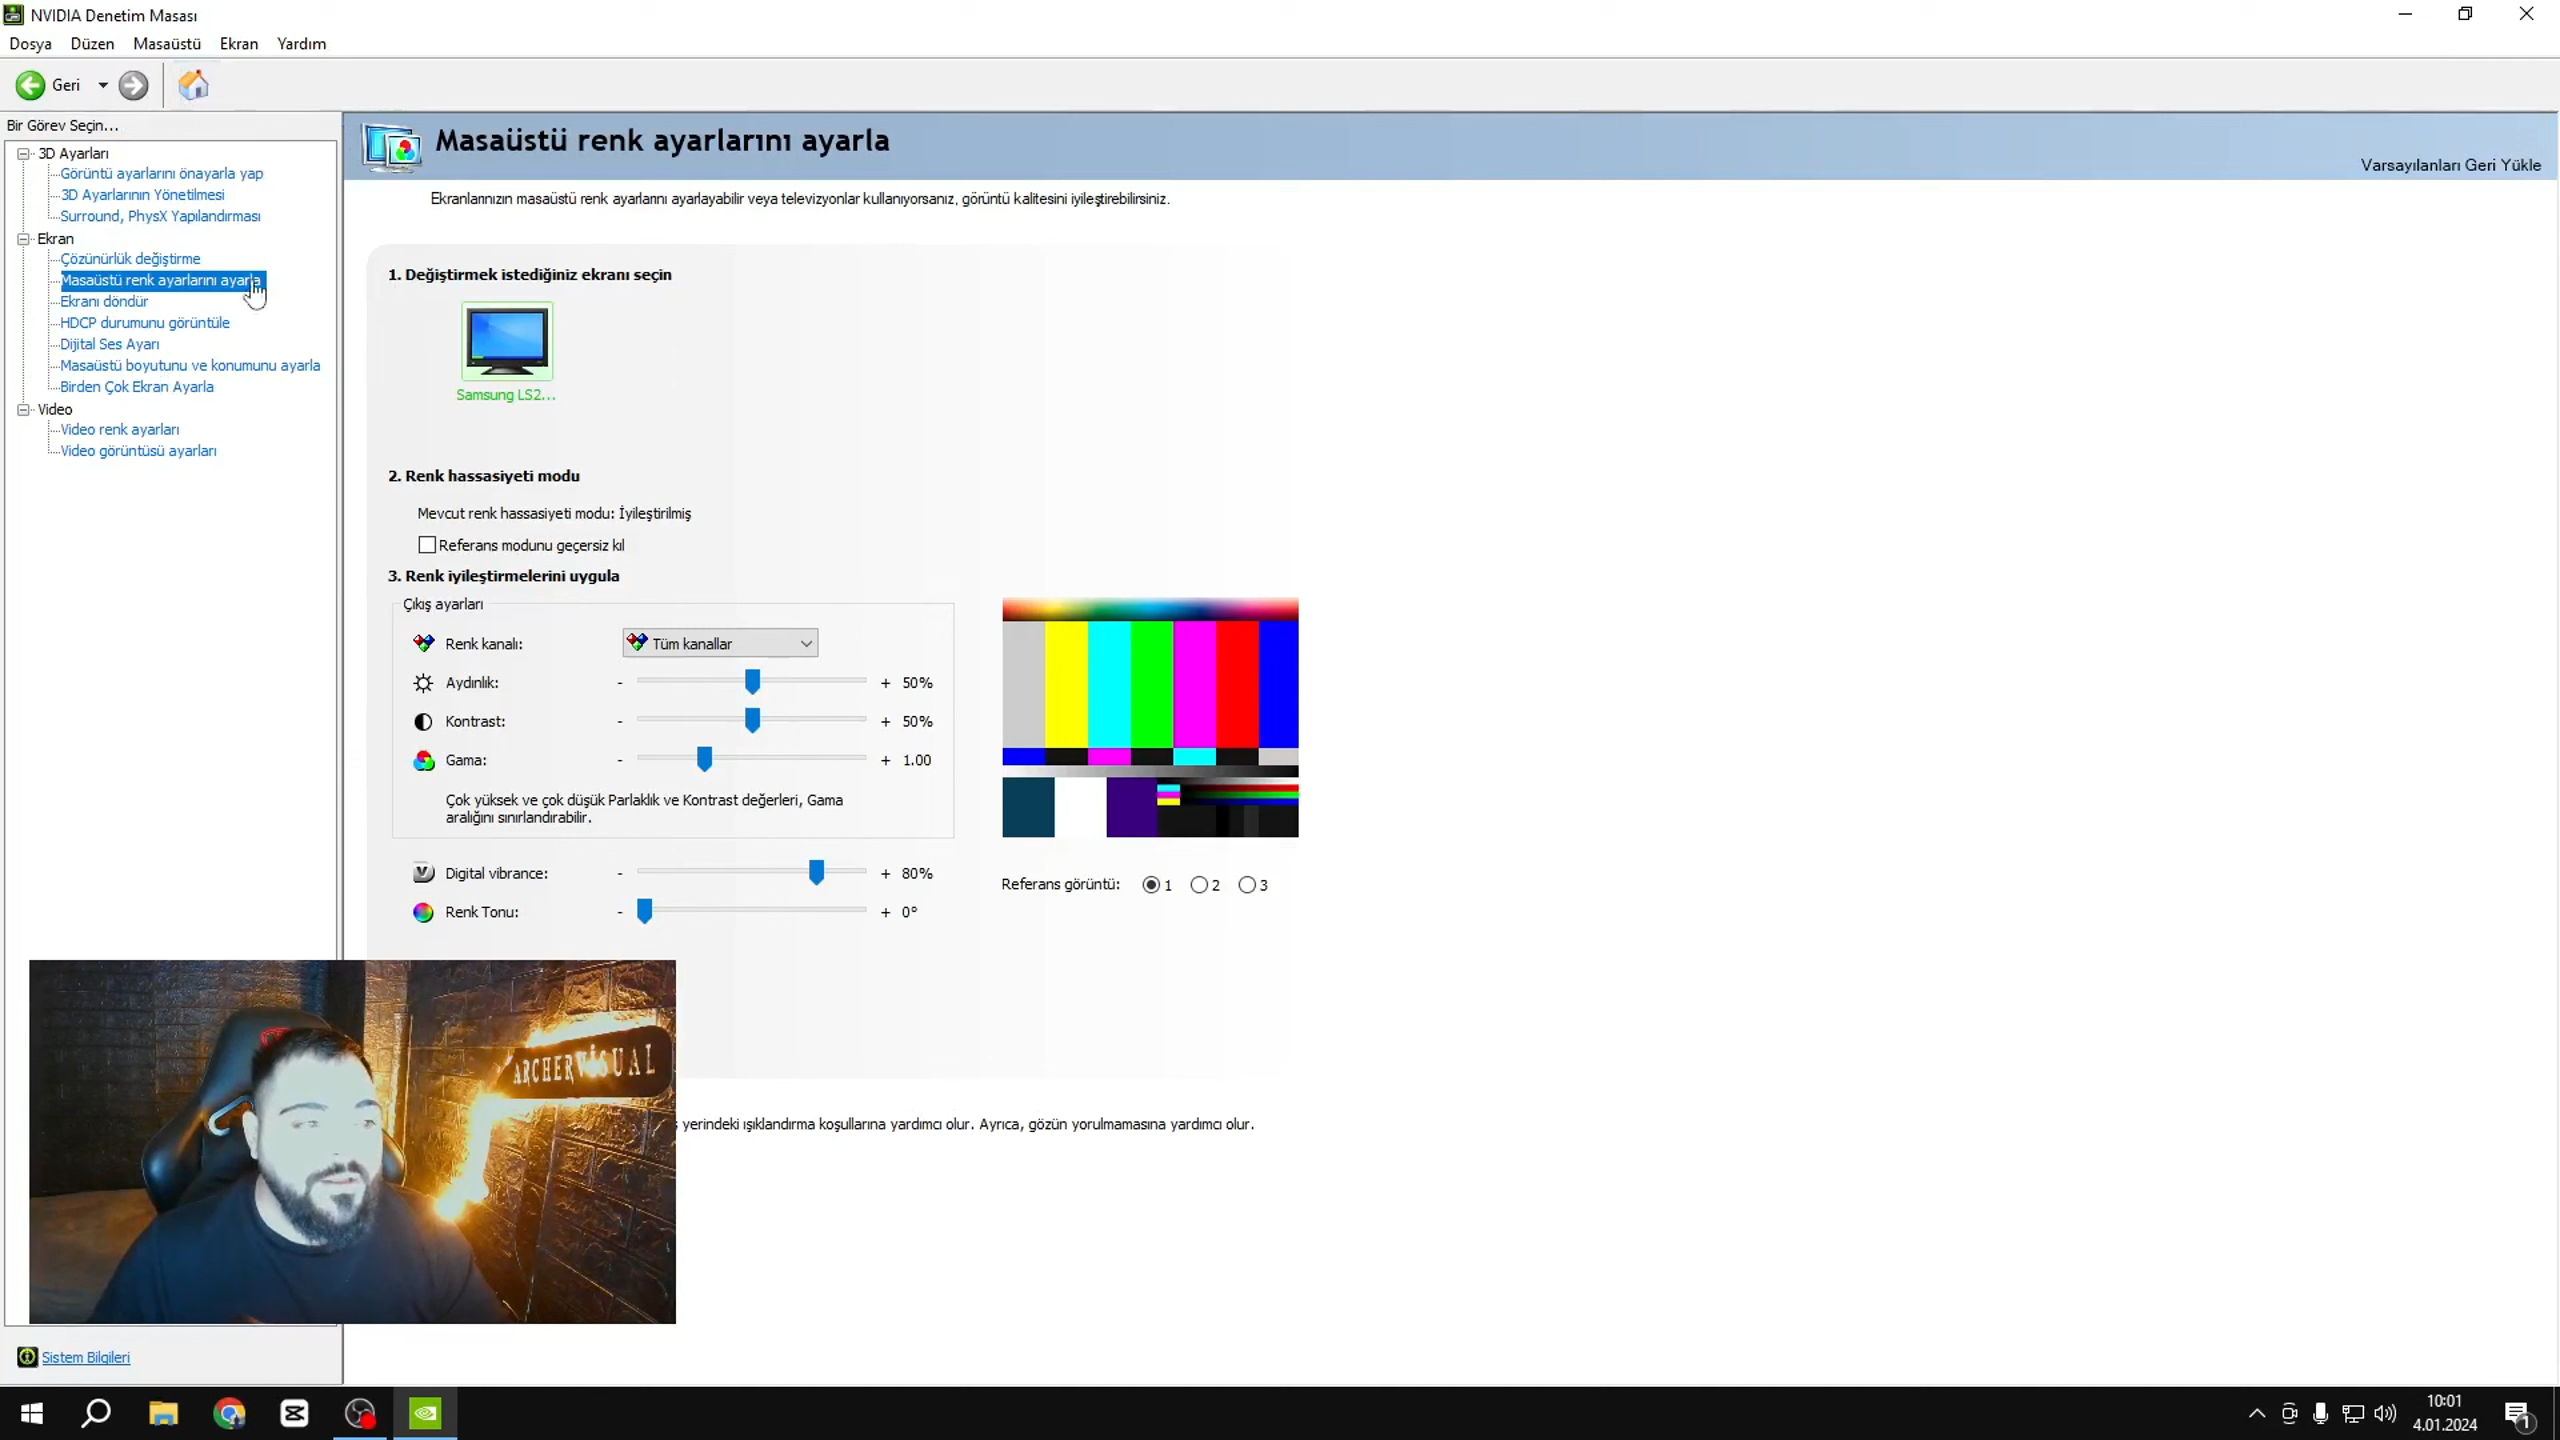 NVIDIA Denetim Masası
Dosya Düzen Masaüstü Ekran Yardım
Geri
Bir Görev Seçin...
3D Ayarları
Görüntü ayarlarını önayarla yap
3D Ayarlarının Yönetilmesi
Surround, PhysX Yapılandırması
Ekran
Çözünürlük değiştirme
Masaüstü renk ayarlarını ayarla
Ekranı döndür
HDCP durumunu görüntüle
Dijital Ses Ayarı
Masaüstü boyutunu ve konumunu ayarla
Birden Çok Ekran Ayarla
Video
Video renk ayarları
Video görüntüsü ayarları
Masaüstü renk ayarlarını ayarla
Varsayılanları Geri Yükle
Ekranlarınızın masaüstü renk ayarlarını ayarlayabilir veya televizyonlar kullanıyorsanız, görüntü kalitesini iyileştirebilirsiniz.
1. Değiştirmek istediğiniz ekranı seçin
Samsung LS2...
2. Renk hassasiyeti modu
Mevcut renk hassasiyeti modu: İyileştirilmiş
Referans modunu geçersiz kıl
3. Renk iyileştirmelerini uygula
Çıkış ayarları
Renk kanalı: Tüm kanallar
Aydınlık: - + 50%
Kontrast: - + 50%
Gama: - + 1.00
Çok yüksek ve çok düşük Parlaklık ve Kontrast değerleri, Gama
aralığını sınırlandırabilir.
Digital vibrance: - + 80%
Renk Tonu: - + 0°
Referans görüntü: 1 2 3
ARCHERVİSUAL
yerindeki ışıklandırma koşullarına yardımcı olur. Ayrıca, gözün yorulmamasına yardımcı olur.
Sistem Bilgileri
10:01
4.01.2024
1